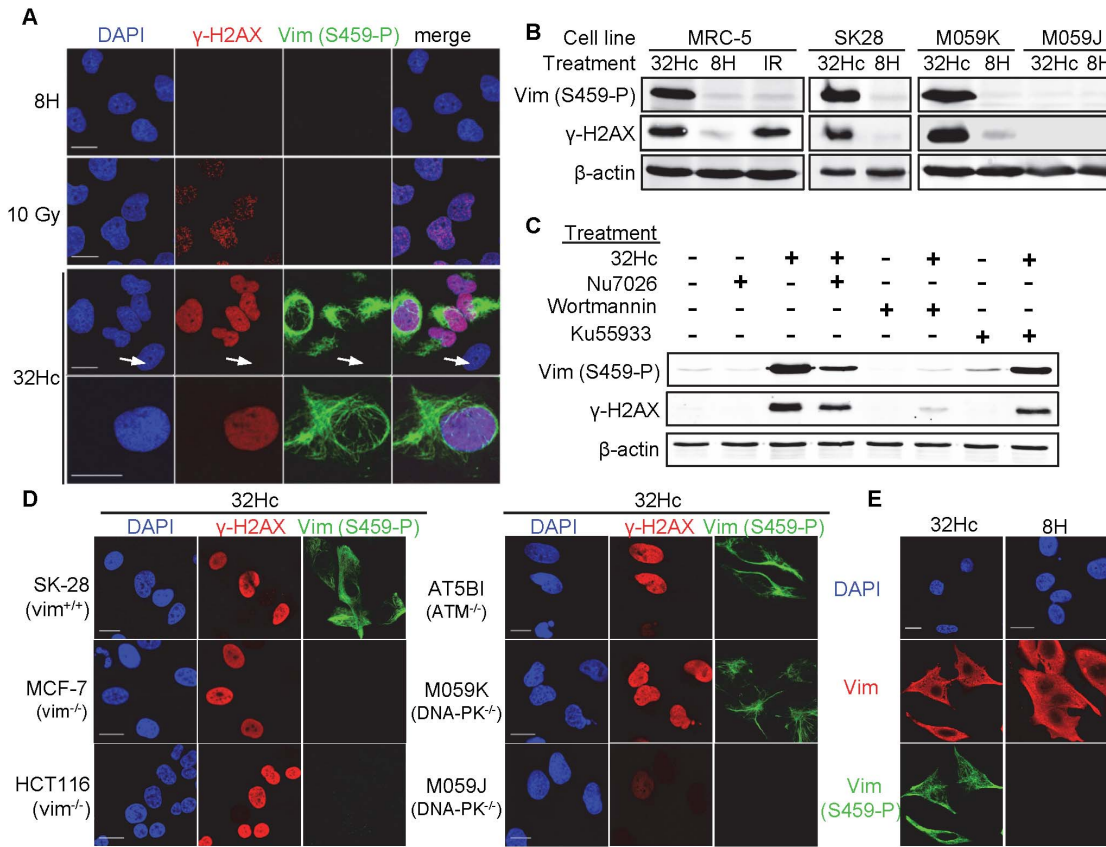 A
DAPI γ-H2AX Vim (S459-P) merge
8H
10 Gy
32Hc
B
Cell line MRC-5 SK28 M059K M059J
Treatment 32Hc 8H IR 32Hc 8H 32Hc 8H 32Hc 8H
Vim (S459-P)
γ-H2AX
β-actin
C
Treatment
32Hc - - + + - + - +
Nu7026 - + - + - - - -
Wortmannin - - - - + + - -
Ku55933 - - - - - - + +
Vim (S459-P)
γ-H2AX
β-actin
D
32Hc
DAPI γ-H2AX Vim (S459-P)
SK-28
(vim+/+)
MCF-7
(vim-/-)
HCT116
(vim-/-)
32Hc
DAPI γ-H2AX Vim (S459-P)
AT5BI
(ATM-/-)
M059K
(DNA-PK-/-)
M059J
(DNA-PK-/-)
E
32Hc 8H
DAPI
Vim
Vim
(S459-P)